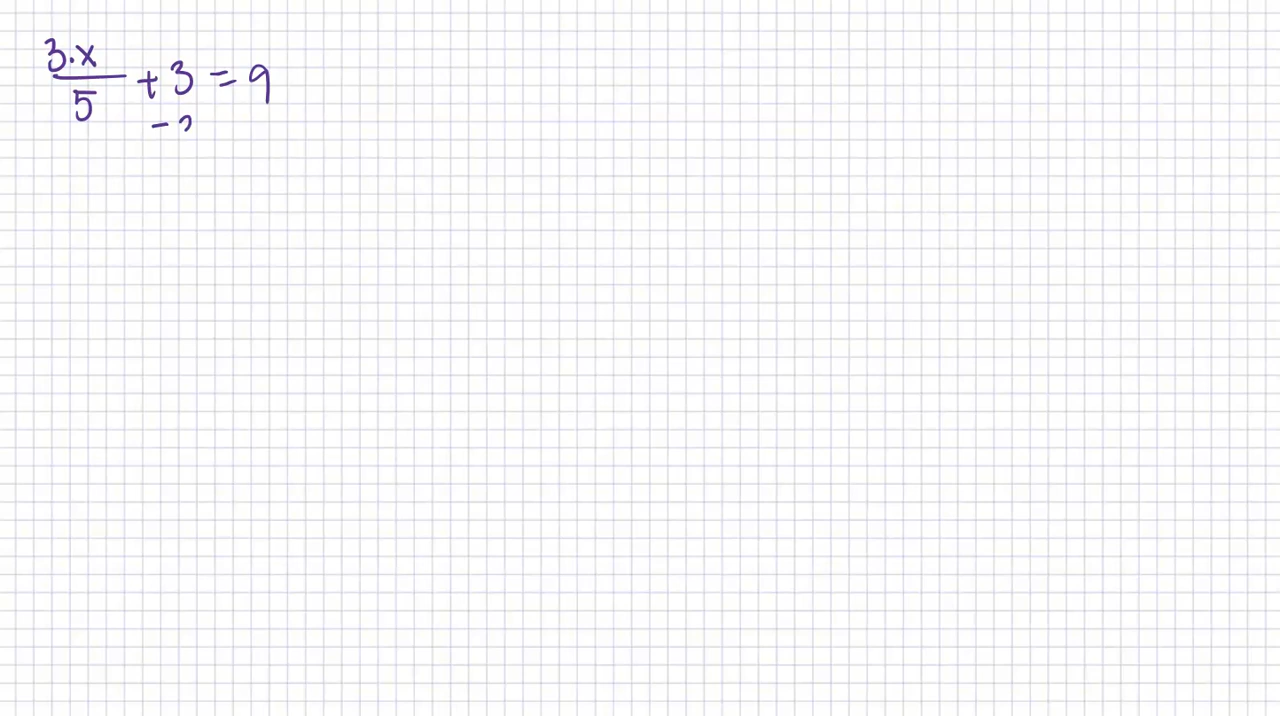 3·x/5 + 3 = 9
−